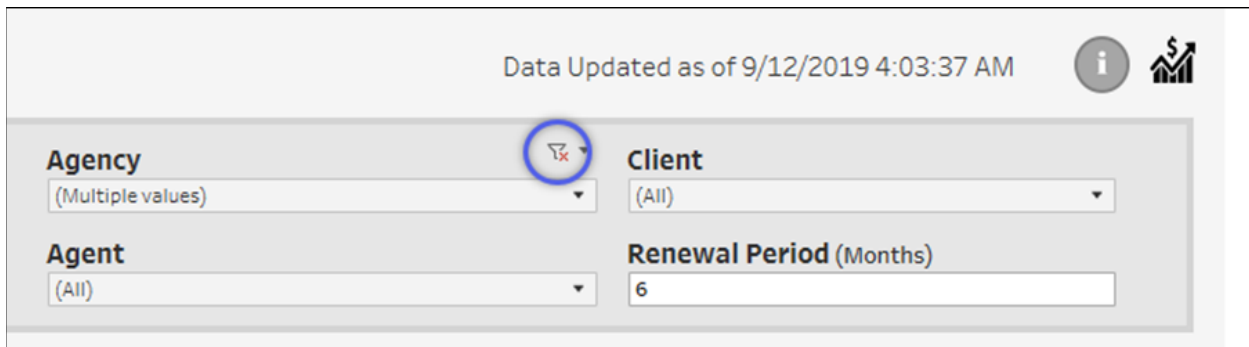 Data Updated as of 9/12/2019 4:03:37 AM
Agency
Client
(Multiple values)
(All)
Agent
Renewal Period (Months)
(All)
6